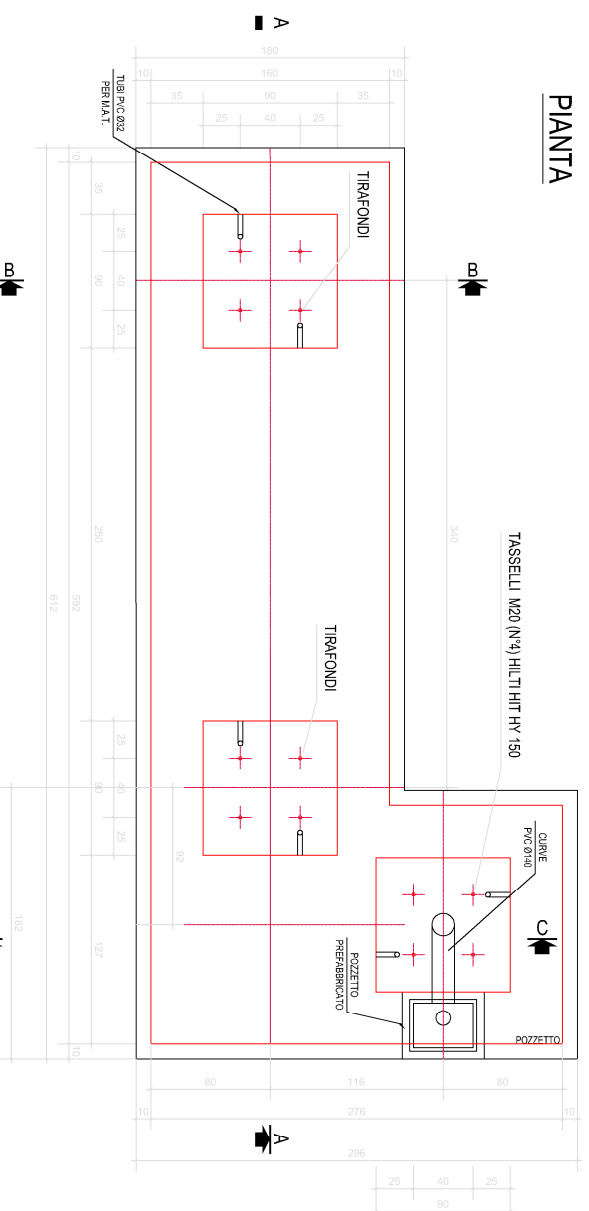 A
180
10
160
10
35
90
35
25
40
25
TUBI PVC Ø32
PER M.A.T.
PIANTA
TIRAFONDI
B
B
10
35
25
40
90
25
250
592
612
340
TASSELLI M20 (N°4) HILTI HIT HY 150
TIRAFONDI
25
40
90
25
92
182
127
10
CURVE
PVC Ø140
C
POZZETTO
PREFABBRICATO
POZZETTO
80
116
80
10
276
10
A
296
25
40
25
90